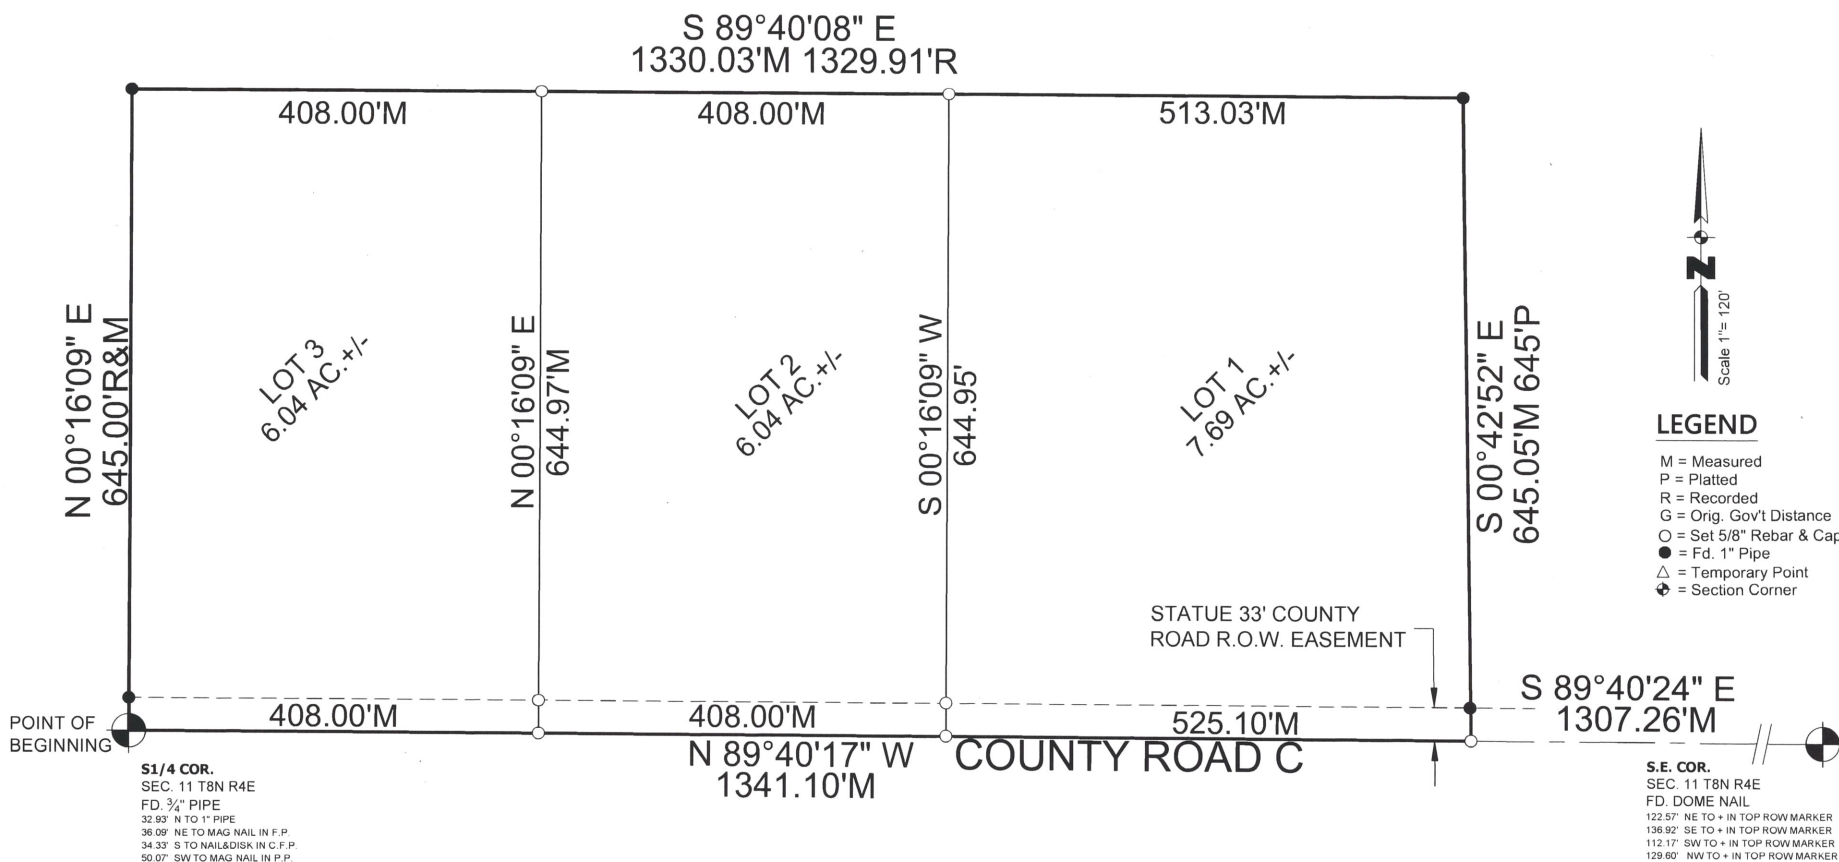 S 89°40'08" E
1330.03'M 1329.91'R
408.00'M
408.00'M
513.03'M
N 00°16'09" E
645.00'R&M
LOT 3
6.04 AC.+/-
N 00°16'09" E
644.97'M
LOT 2
6.04 AC.+/-
S 00°16'09" W
644.95'
LOT 1
7.69 AC.+/-
S 00°42'52" E
645.05'M 645'P
N
Scale 1"= 120'
LEGEND
M = Measured
P = Platted
R = Recorded
G = Orig. Gov't Distance
= Set 5/8" Rebar & Cap
= Fd. 1" Pipe
= Temporary Point
= Section Corner
STATUE 33' COUNTY
ROAD R.O.W. EASEMENT
S 89°40'24" E
1307.26'M
POINT OF
BEGINNING
408.00'M
408.00'M
525.10'M
N 89°40'17" W
1341.10'M
COUNTY ROAD C
S1/4 COR.
SEC. 11 T8N R4E
FD. ¾" PIPE
32.93' N TO 1" PIPE
36.09' NE TO MAG NAIL IN F.P.
34.33' S TO NAIL&DISK IN C.F.P.
50.07' SW TO MAG NAIL IN P.P.
S.E. COR.
SEC. 11 T8N R4E
FD. DOME NAIL
122.57' NE TO + IN TOP ROW MARKER
136.92' SE TO + IN TOP ROW MARKER
112.17' SW TO + IN TOP ROW MARKER
129.60' NW TO + IN TOP ROW MARKER